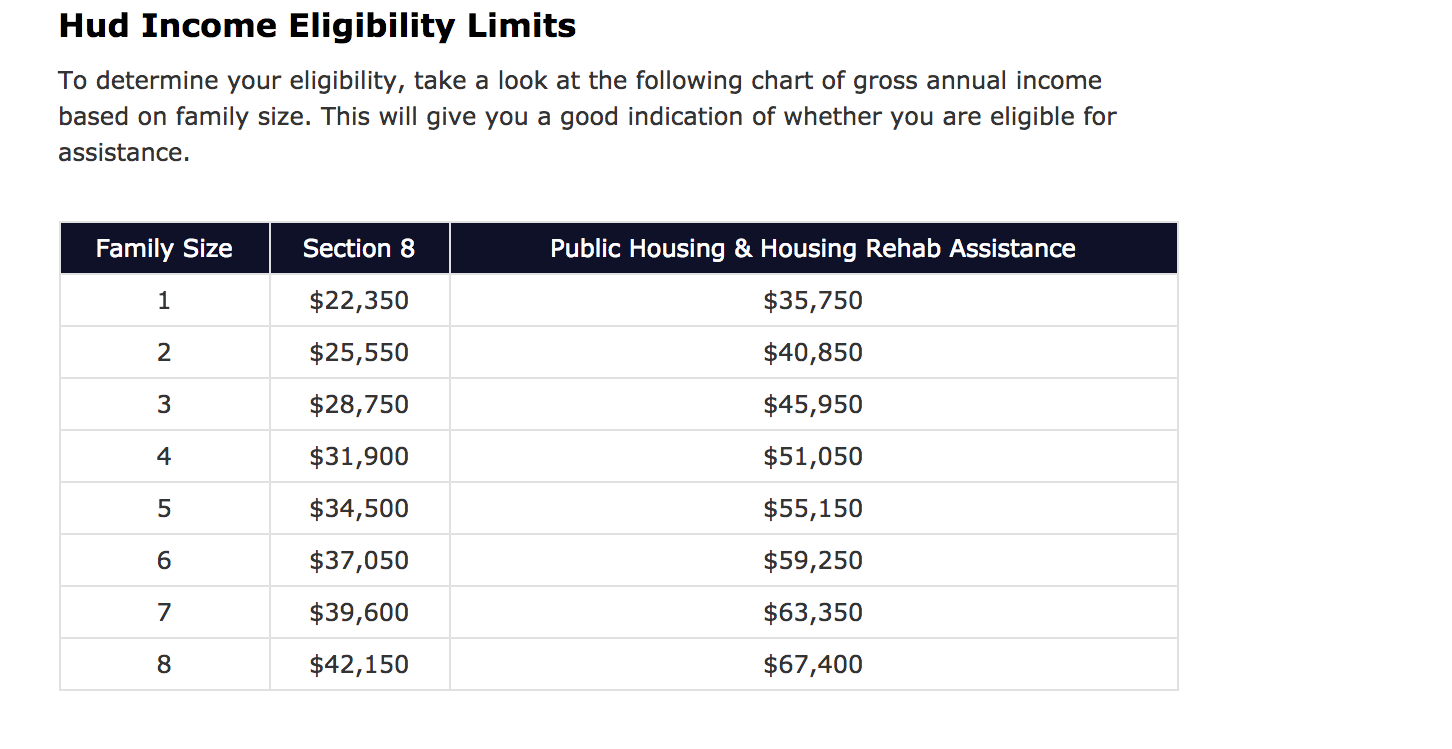 Hud Income Eligibility Limits
To determine your eligibility, take a look at the following chart of gross annual income
based on family size. This will give you a good indication of whether you are eligible for
assistance.
Family Size Section 8 Public Housing & Housing Rehab Assistance
1 $22,350 $35,750
2 $25,550 $40,850
3 $28,750 $45,950
4 $31,900 $51,050
5 $34,500 $55,150
6 $37,050 $59,250
7 $39,600 $63,350
8 $42,150 $67,400